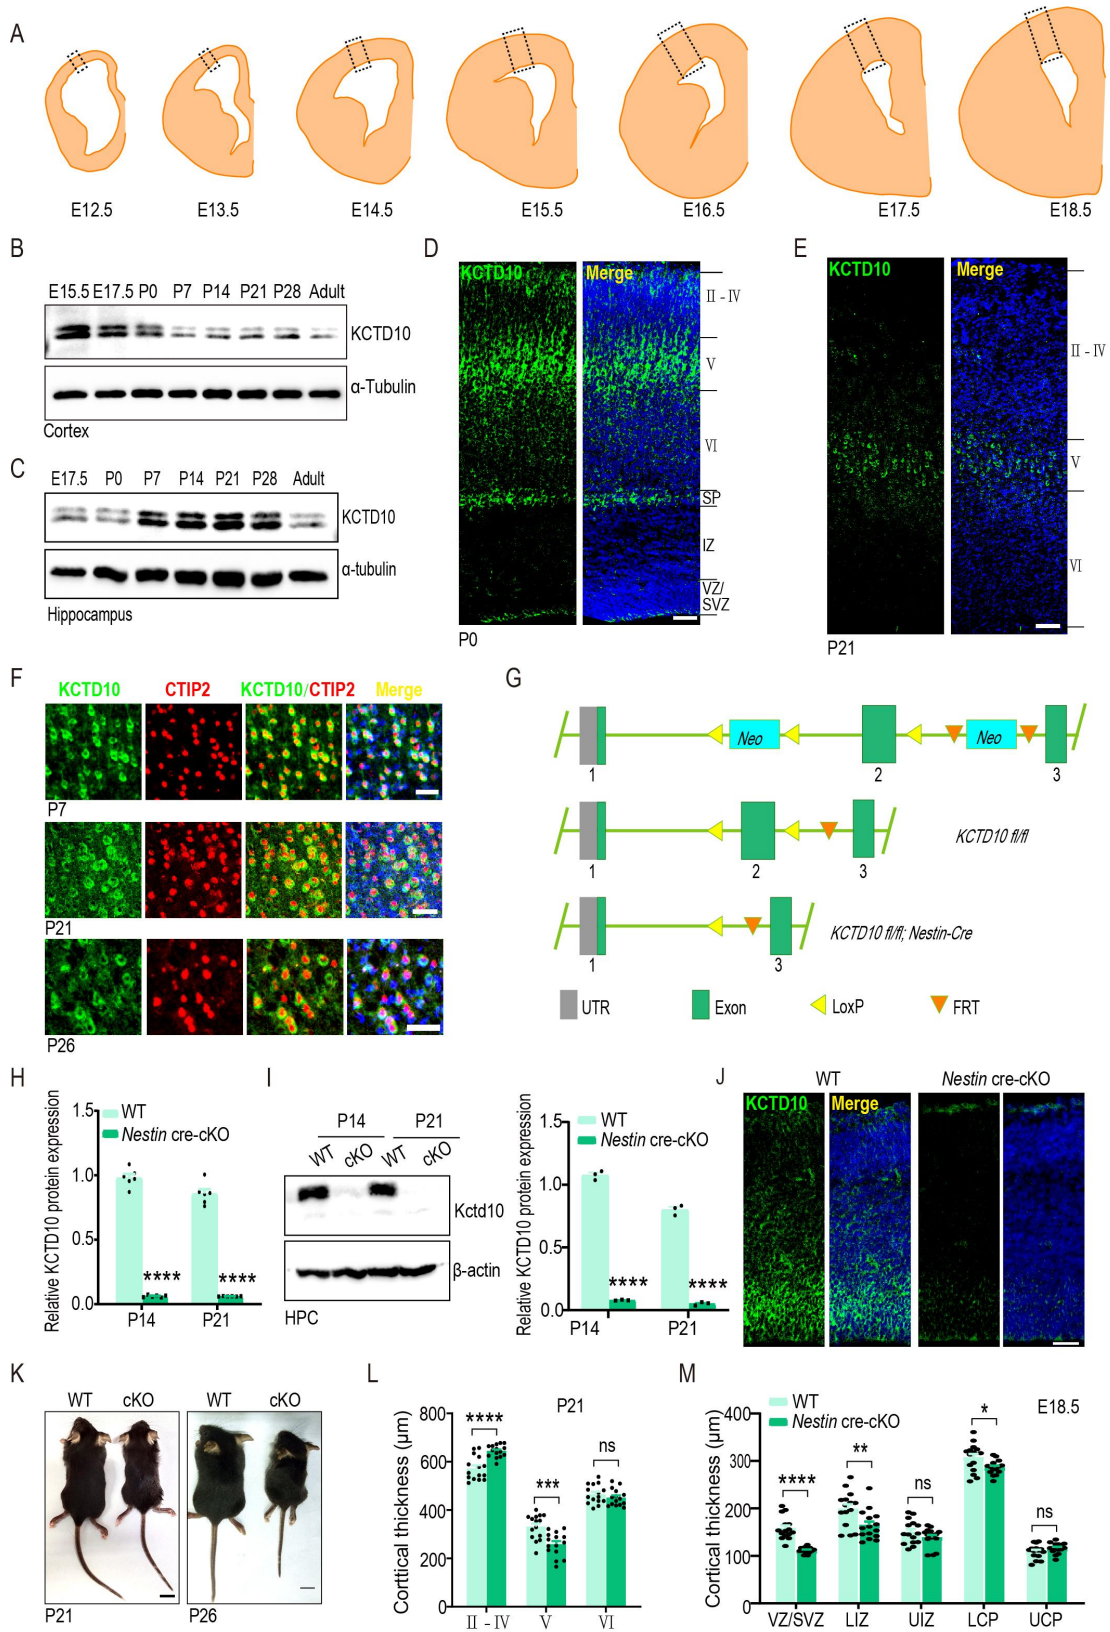 A
E12.5 E13.5 E14.5 E15.5 E16.5 E17.5 E18.5
B
E15.5 E17.5 P0 P7 P14 P21 P28 Adult
KCTD10
α-Tubulin
Cortex
C
E17.5 P0 P7 P14 P21 P28 Adult
KCTD10
α-tubulin
Hippocampus
D
KCTD10 Merge
II - IV
V
VI
SP
IZ
VZ/
SVZ
P0
E
KCTD10 Merge
II - IV
V
VI
P21
F
KCTD10 CTIP2 KCTD10/CTIP2 Merge
P7
P21
P26
G
Neo Neo
1 2 3
KCTD10 fl/fl
1 2 3
KCTD10 fl/fl; Nestin-Cre
1 3
UTR Exon LoxP FRT
H
Relative KCTD10 protein expression
WT
Nestin cre-cKO
1.5
1.0
0.5
0.0
**** ****
P14 P21
I
P14 P21
WT cKO WT cKO
Kctd10
β-actin
HPC
Relative KCTD10 protein expression
WT
Nestin cre-cKO
1.5
1.0
0.5
0.0
**** ****
P14 P21
J
WT Nestin cre-cKO
KCTD10 Merge
K
WT cKO WT cKO
P21 P26
L
P21
Corttical thickness (μm)
800
600
400
200
0
**** *** ns
II - IV V VI
M
WT
Nestin cre-cKO
E18.5
Cortical thickness (μm)
400
300
200
100
0
**** ** ns * ns
VZ/SVZ LIZ UIZ LCP UCP